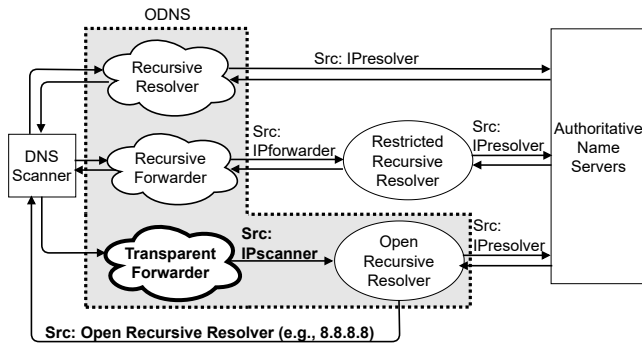 ODNS
Recursive
Resolver
Src: IPresolver
DNS
Scanner
Recursive
Forwarder
Src:
IPforwarder
Restricted
Recursive
Resolver
Src:
IPresolver
Authoritative
Name
Servers
Transparent
Forwarder
Src:
IPscanner
Open
Recursive
Resolver
Src:
IPresolver
Src: Open Recursive Resolver (e.g., 8.8.8.8)